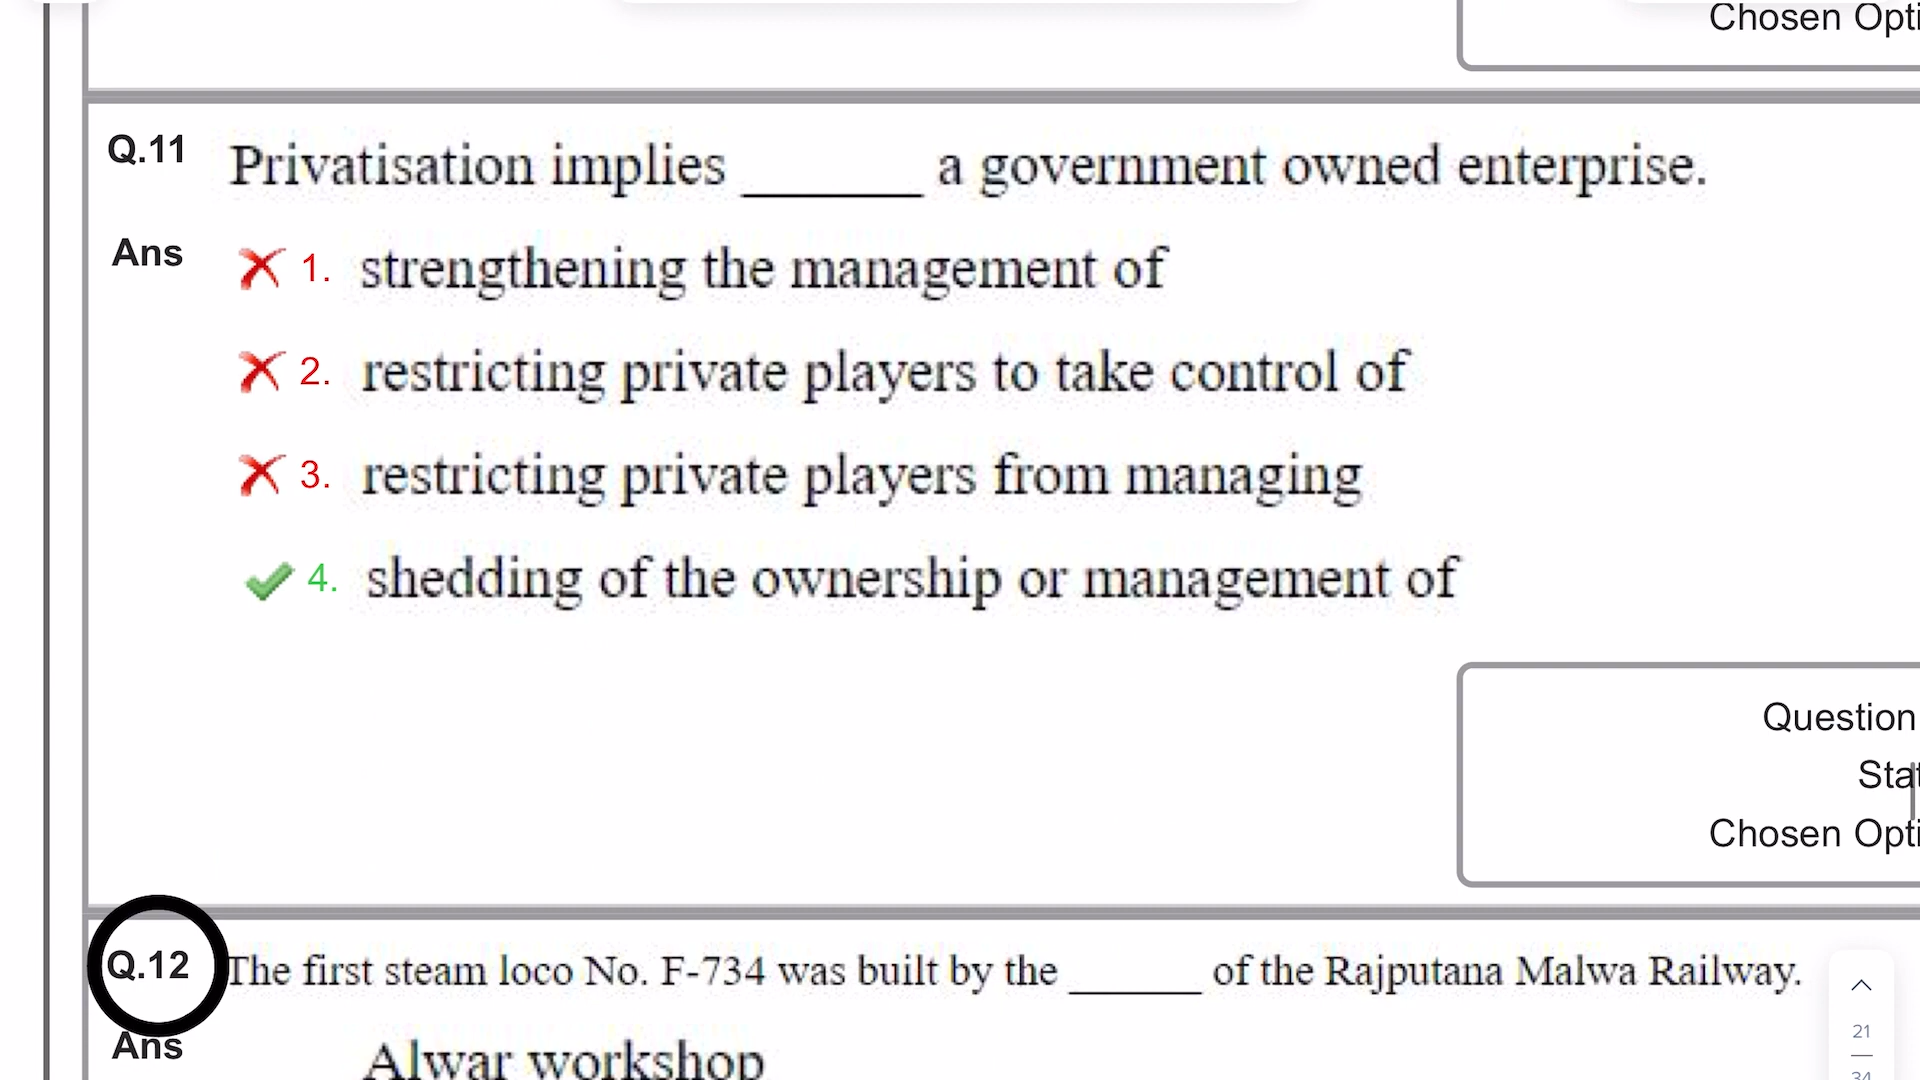 Chosen Opti
Q.11 Privatisation implies ______ a government owned enterprise.
Ans 1. strengthening the management of
2. restricting private players to take control of
3. restricting private players from managing
4. shedding of the ownership or management of
Question
Stat
Chosen Opti
Q.12 The first steam loco No. F-734 was built by the ______ of the Rajputana Malwa Railway.
Ans Alwar workshop
21
34